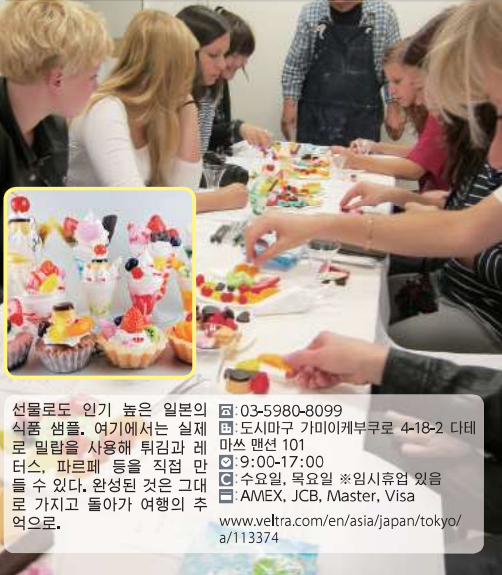 선물로도 인기 높은 일본의
식품 샘플. 여기에서는 실제
로 밀랍을 사용해 튀김과 레
터스, 파르페 등을 직접 만
들 수 있다. 완성된 것은 그대
로 가지고 돌아가 여행의 추
억으로.
:03-5980-8099
:도시마구 가미이케부쿠로 4-18-2 다테
마쓰 맨션 101
:9:00-17:00
C:수요일, 목요일 ※임시휴업 있음
:AMEX, JCB, Master, Visa
www.veltra.com/en/asia/japan/tokyo/
a/113374